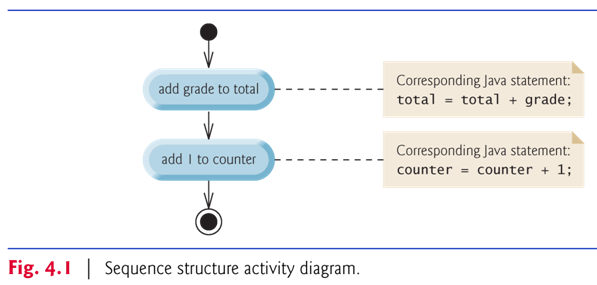 add grade to total
Corresponding Java statement:
total = total + grade;
add 1 to counter
Corresponding Java statement:
counter = counter + 1;
Fig. 4.1 | Sequence structure activity diagram.